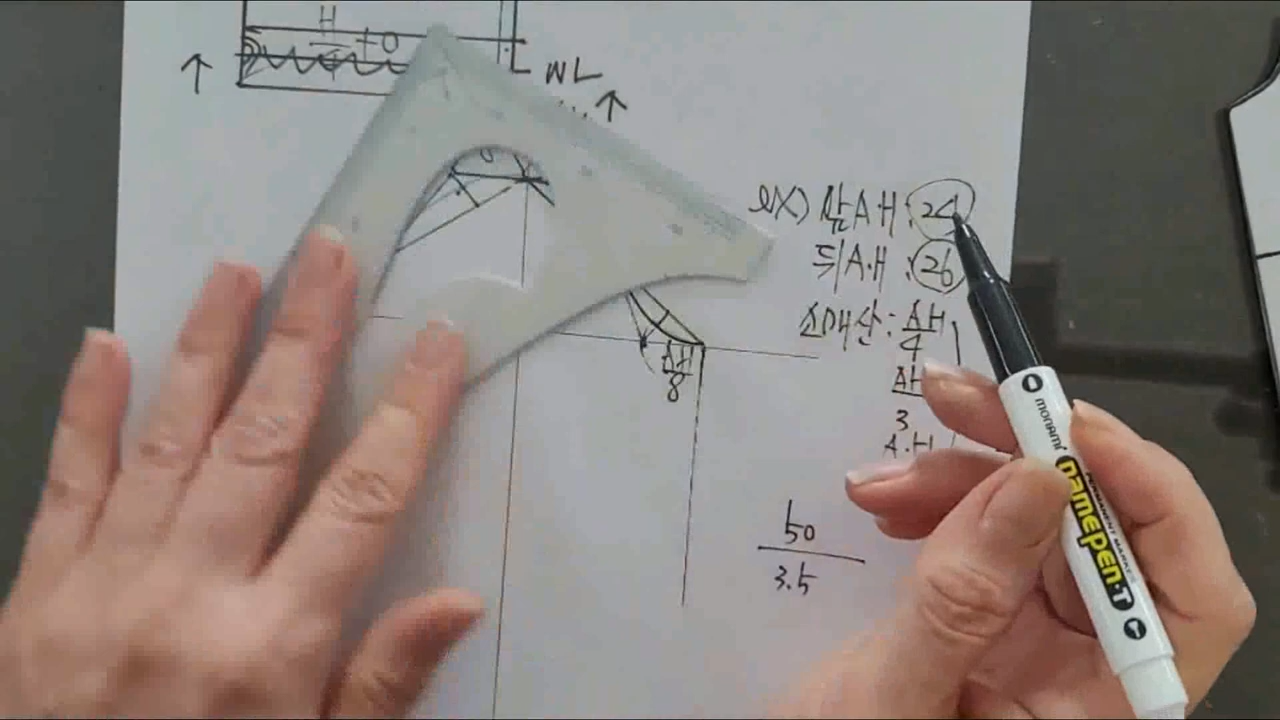 H
+0
WL
ex) 앞AH: 24
뒤A.H: 26
소매산: AH
4
AH
3
A.H
AH
8
50
3.5
monami
namepen·T